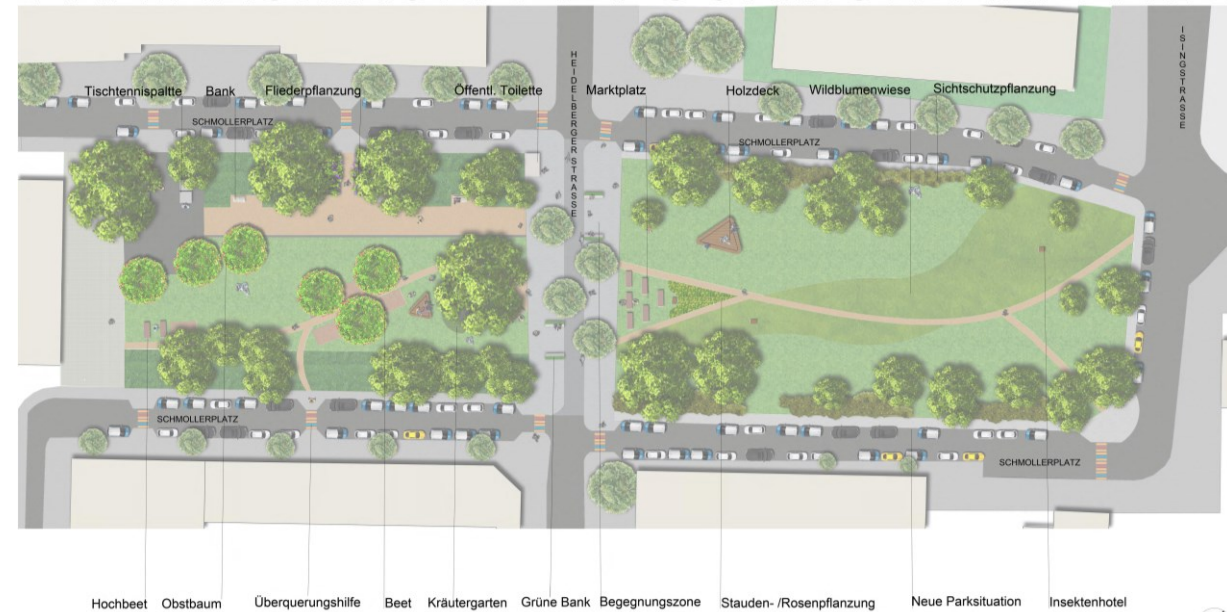 Tischtennisplatte Bank Fliederpflanzung Öffentl. Toilette Marktplatz Holzdeck Wildblumenwiese Sichtschutzpflanzung
SCHMOLLERPLATZ
HEIDELBERGER STRASSE
SCHMOLLERPLATZ
ISINGSTRASSE
SCHMOLLERPLATZ
SCHMOLLERPLATZ
Hochbeet Obstbaum Überquerungshilfe Beet Kräutergarten Grüne Bank Begegnungszone Stauden- /Rosenpflanzung Neue Parksituation Insektenhotel